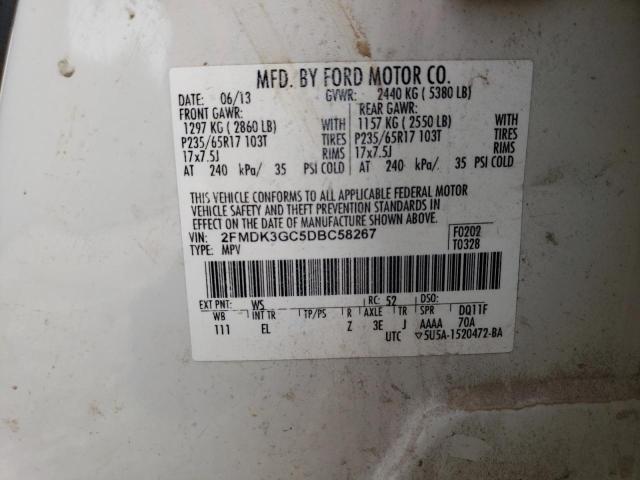 MFD. BY FORD MOTOR CO.
DATE: 06/13 GVWR: 2440 KG ( 5380 LB)
FRONT GAWR: REAR GAWR:
1297 KG ( 2860 LB) WITH 1157 KG ( 2550 LB) WITH
P235/65R17 103T TIRES P235/65R17 103T TIRES
17x7.5J RIMS 17x7.5J RIMS
AT 240 kPa/ 35 PSI COLD AT 240 kPa/ 35 PSI COLD
THIS VEHICLE CONFORMS TO ALL APPLICABLE FEDERAL MOTOR
VEHICLE SAFETY AND THEFT PREVENTION STANDARDS IN
EFFECT ON THE DATE OF MANUFACTURE SHOWN ABOVE.
VIN: 2FMDK3GC5DBC58267 F0202
TYPE: MPV T0328
EXT PNT: WS RC: 52 DSO:
WB INT TR TP/PS R AXLE TR SPR DQ11F
111 EL Z 3E J AAAA 70A
UTC ▽5U5A-1520472-BA